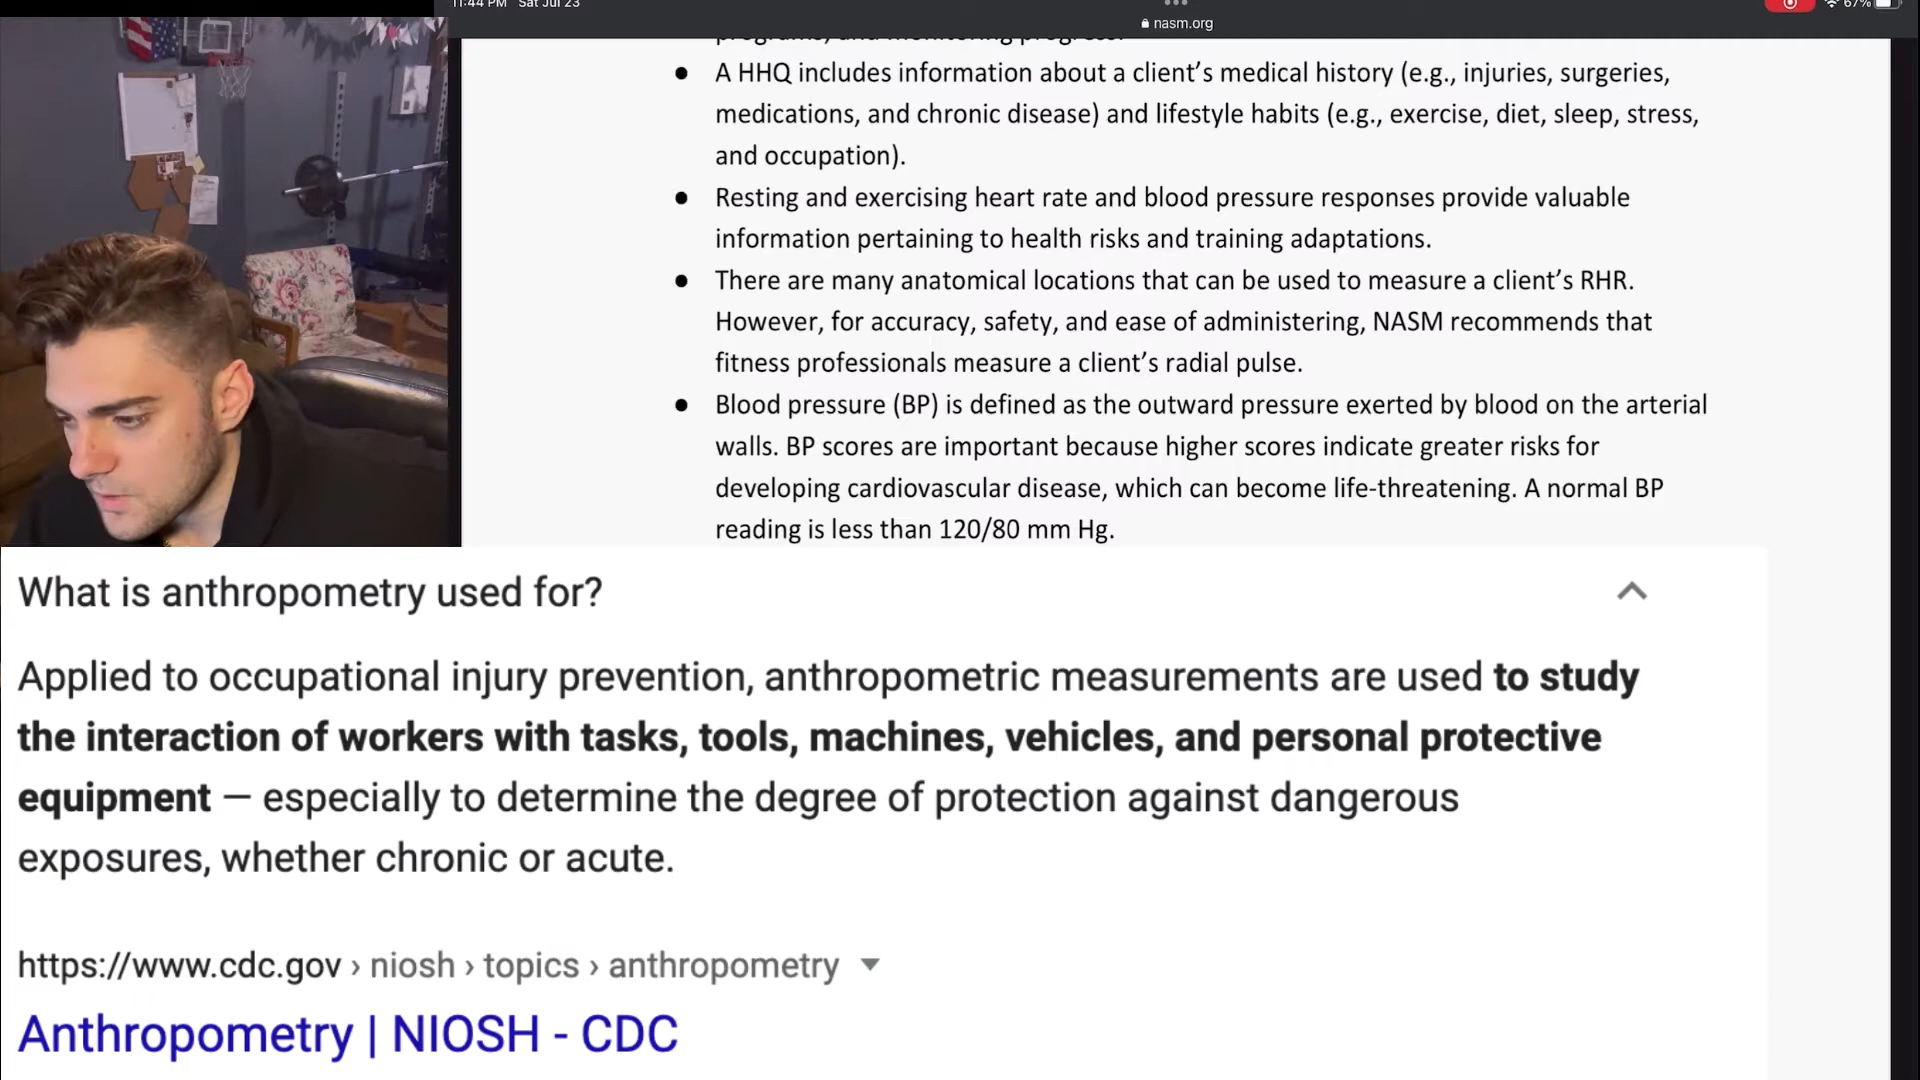 11:44 PM Sat Jul 23
67%
nasm.org
programs, and monitoring progress.
● A HHQ includes information about a client’s medical history (e.g., injuries, surgeries,
medications, and chronic disease) and lifestyle habits (e.g., exercise, diet, sleep, stress,
and occupation).
● Resting and exercising heart rate and blood pressure responses provide valuable
information pertaining to health risks and training adaptations.
● There are many anatomical locations that can be used to measure a client’s RHR.
However, for accuracy, safety, and ease of administering, NASM recommends that
fitness professionals measure a client’s radial pulse.
● Blood pressure (BP) is defined as the outward pressure exerted by blood on the arterial
walls. BP scores are important because higher scores indicate greater risks for
developing cardiovascular disease, which can become life-threatening. A normal BP
reading is less than 120/80 mm Hg.
What is anthropometry used for?
Applied to occupational injury prevention, anthropometric measurements are used to study
the interaction of workers with tasks, tools, machines, vehicles, and personal protective
equipment — especially to determine the degree of protection against dangerous
exposures, whether chronic or acute.
https://www.cdc.gov › niosh › topics › anthropometry
Anthropometry | NIOSH - CDC